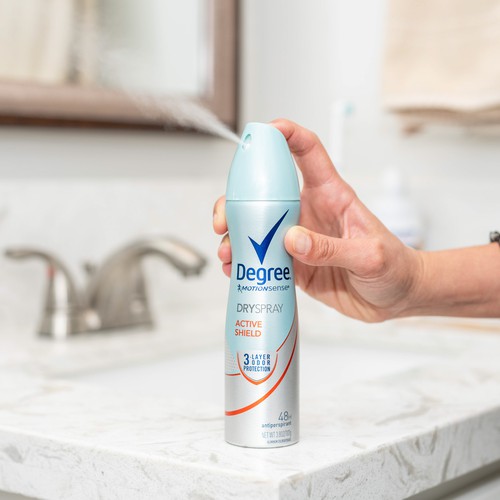 Degree
MOTIONSENSE
DRYSPRAY
ACTIVE
SHIELD
3-LAYER
ODOR
PROTECTION
48H
antiperspirant